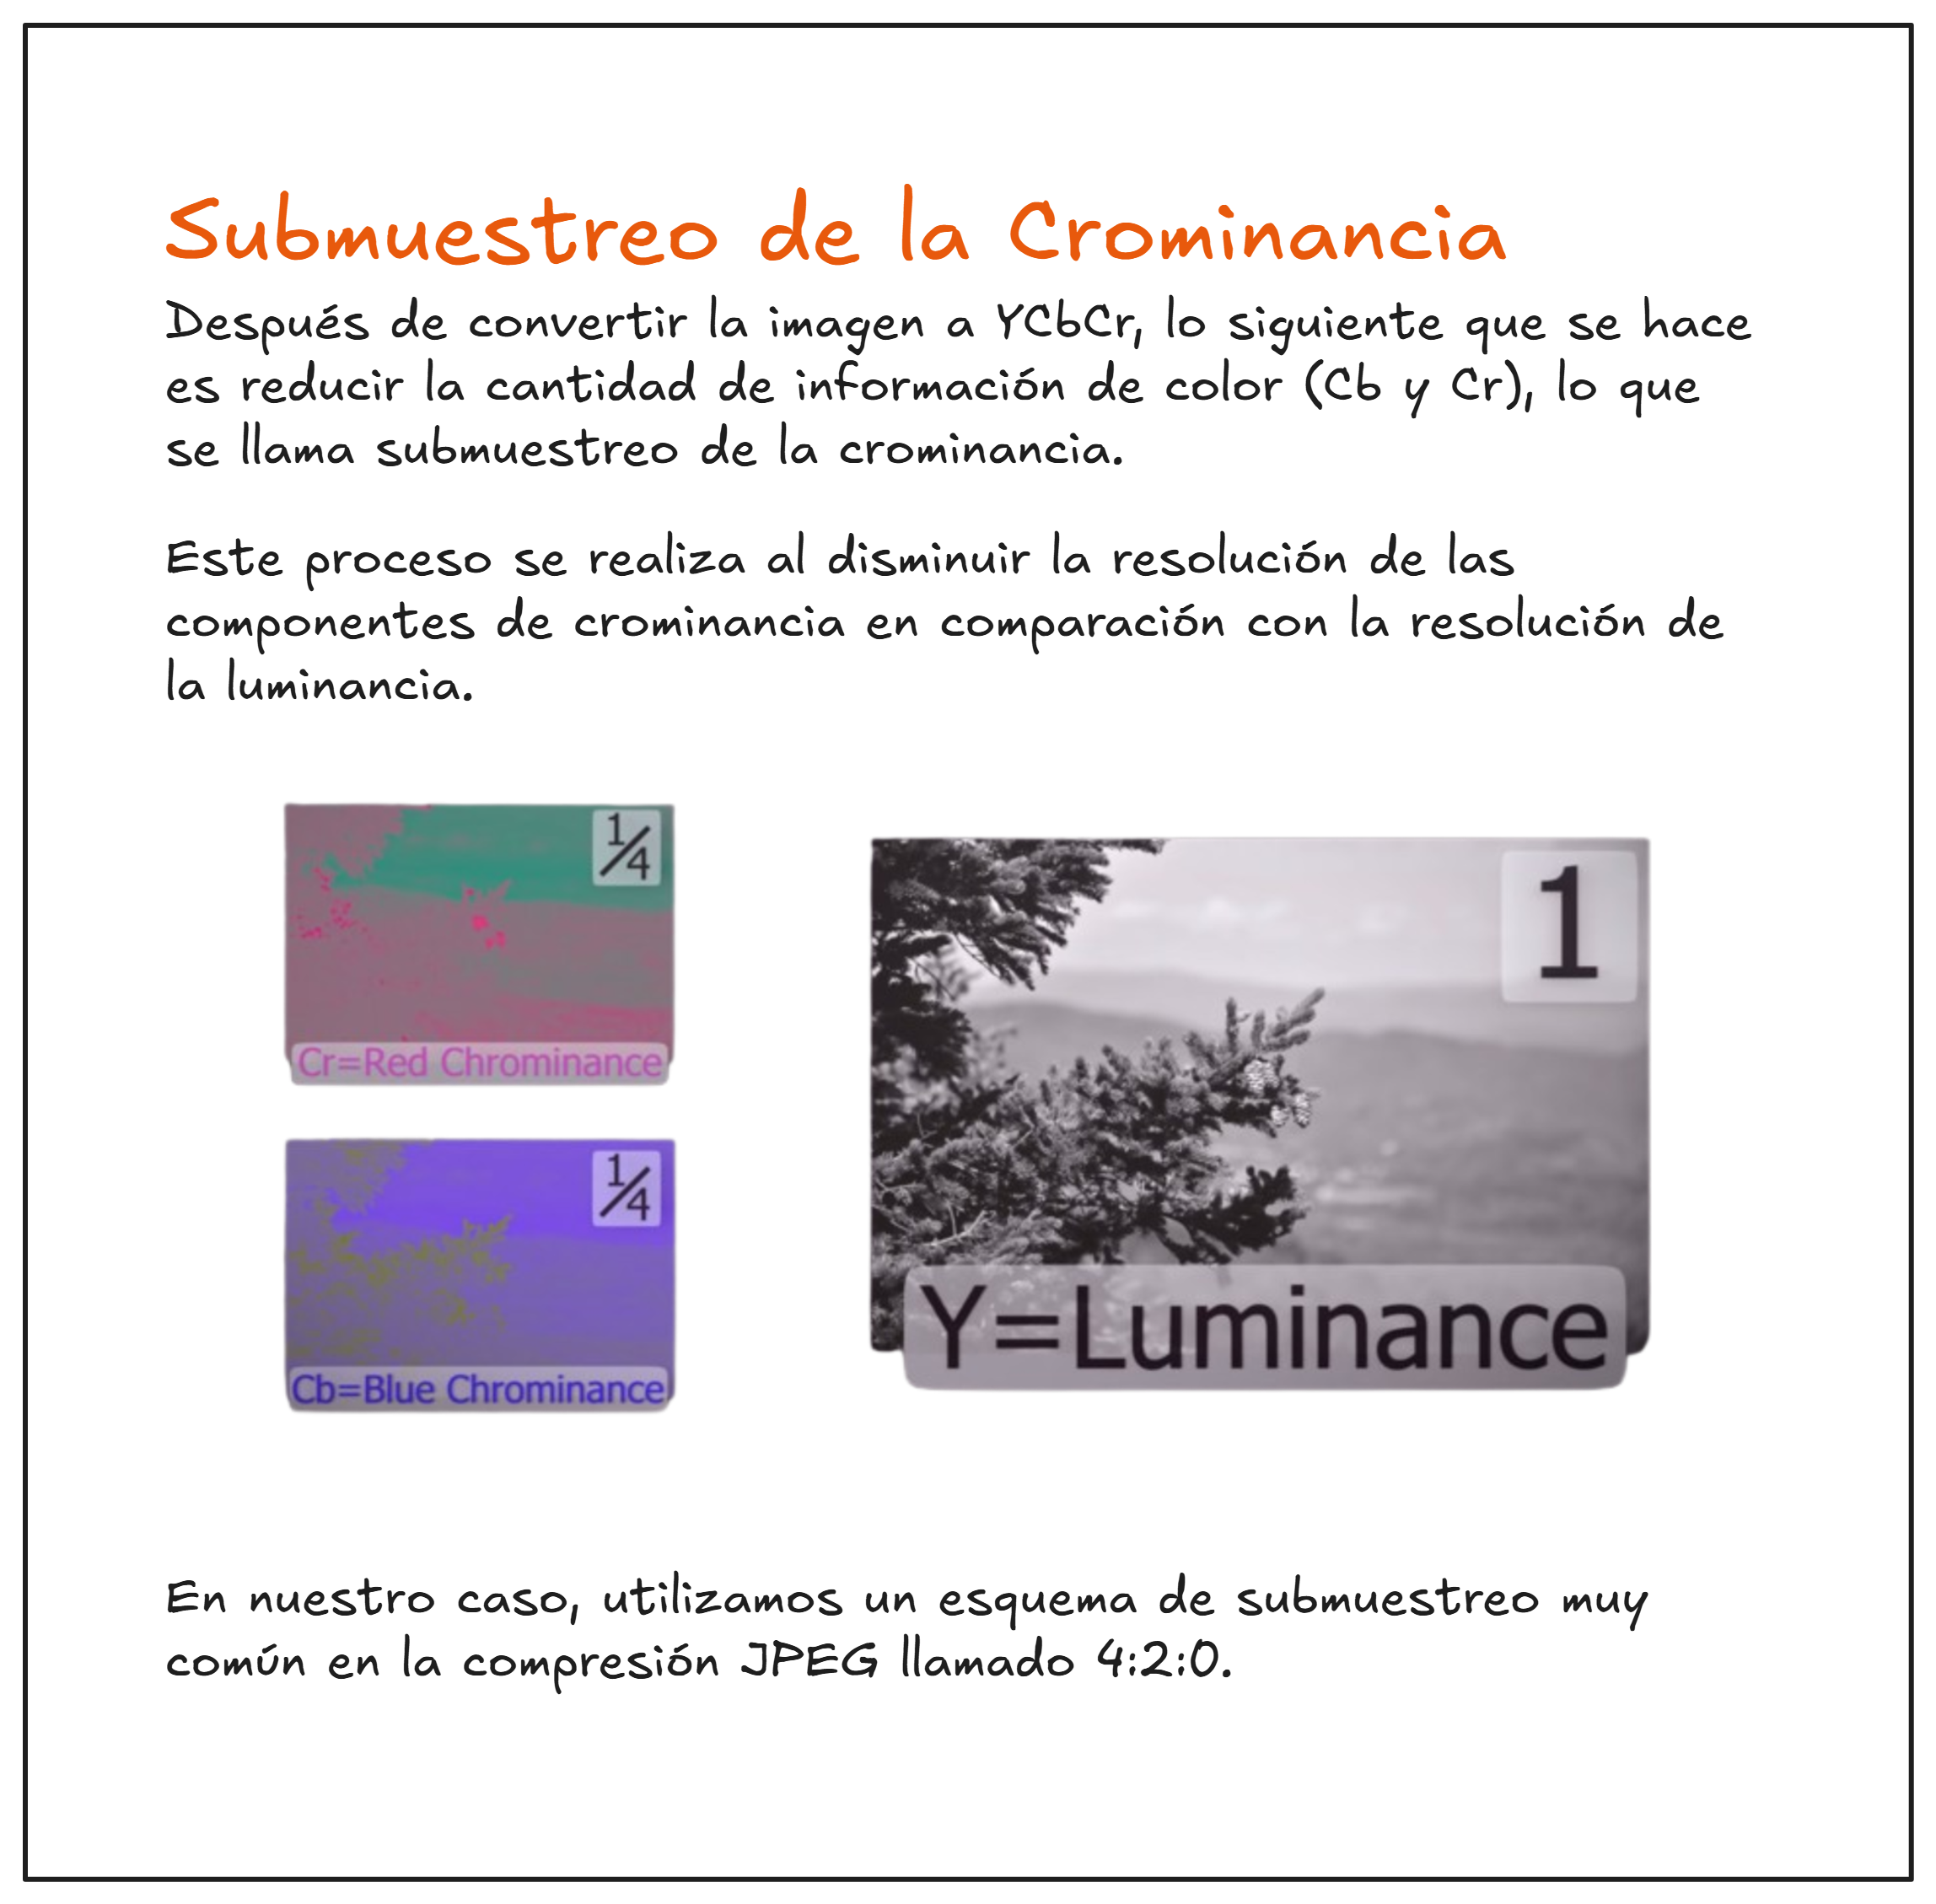 Submuestreo de la Crominancia
Después de convertir la imagen a YCbCr, lo siguiente que se hace
es reducir la cantidad de información de color (Cb y Cr), lo que
se llama submuestreo de la crominancia.
Este proceso se realiza al disminuir la resolución de las
componentes de crominancia en comparación con la resolución de
la luminancia.
1/4
Cr=Red Chrominance
1/4
Cb=Blue Chrominance
1
Y=Luminance
En nuestro caso, utilizamos un esquema de submuestreo muy
común en la compresión JPEG llamado 4:2:0.